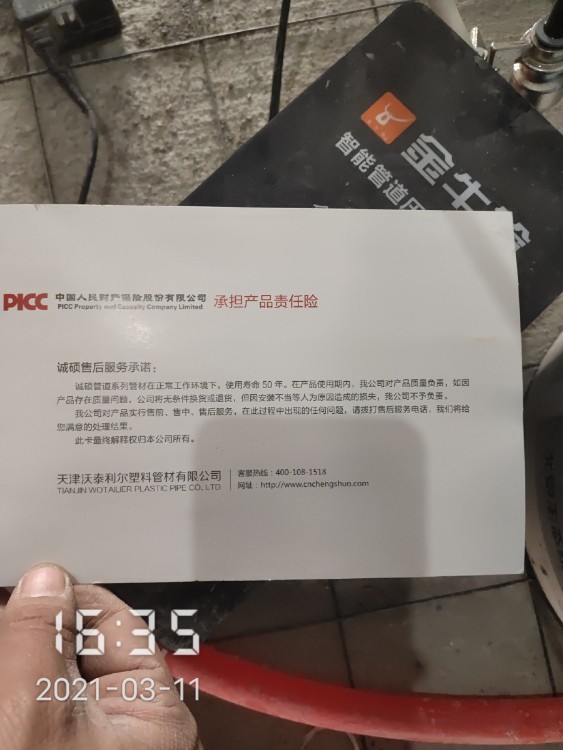 金牛
智能管道
PICC 中国人民财产保险股份有限公司 承担产品责任险
PICC Property and Casualty Company Limited
诚硕售后服务承诺:
诚硕管道系列管材在正常工作环境下,使用寿命50年。在产品使用期内,我公司对产品质量负责,如因
产品存在质量问题,公司将无条件换货或退货,但因安装不当等人为原因造成的损失,我公司不予负责。
我公司对产品实行售前、售中、售后服务,在此过程中出现的任何问题,请拨打售后服务电话,我们将给
您满意的处理结果。
此卡最终解释权归本公司所有。
天津沃泰利尔塑料管材有限公司 客服热线:400-108-1518
TIANJIN WOTAILIER PLASTIC PIPE CO., LTD 网址:http://www.cnchengshuo.com
16:35
2021-03-11